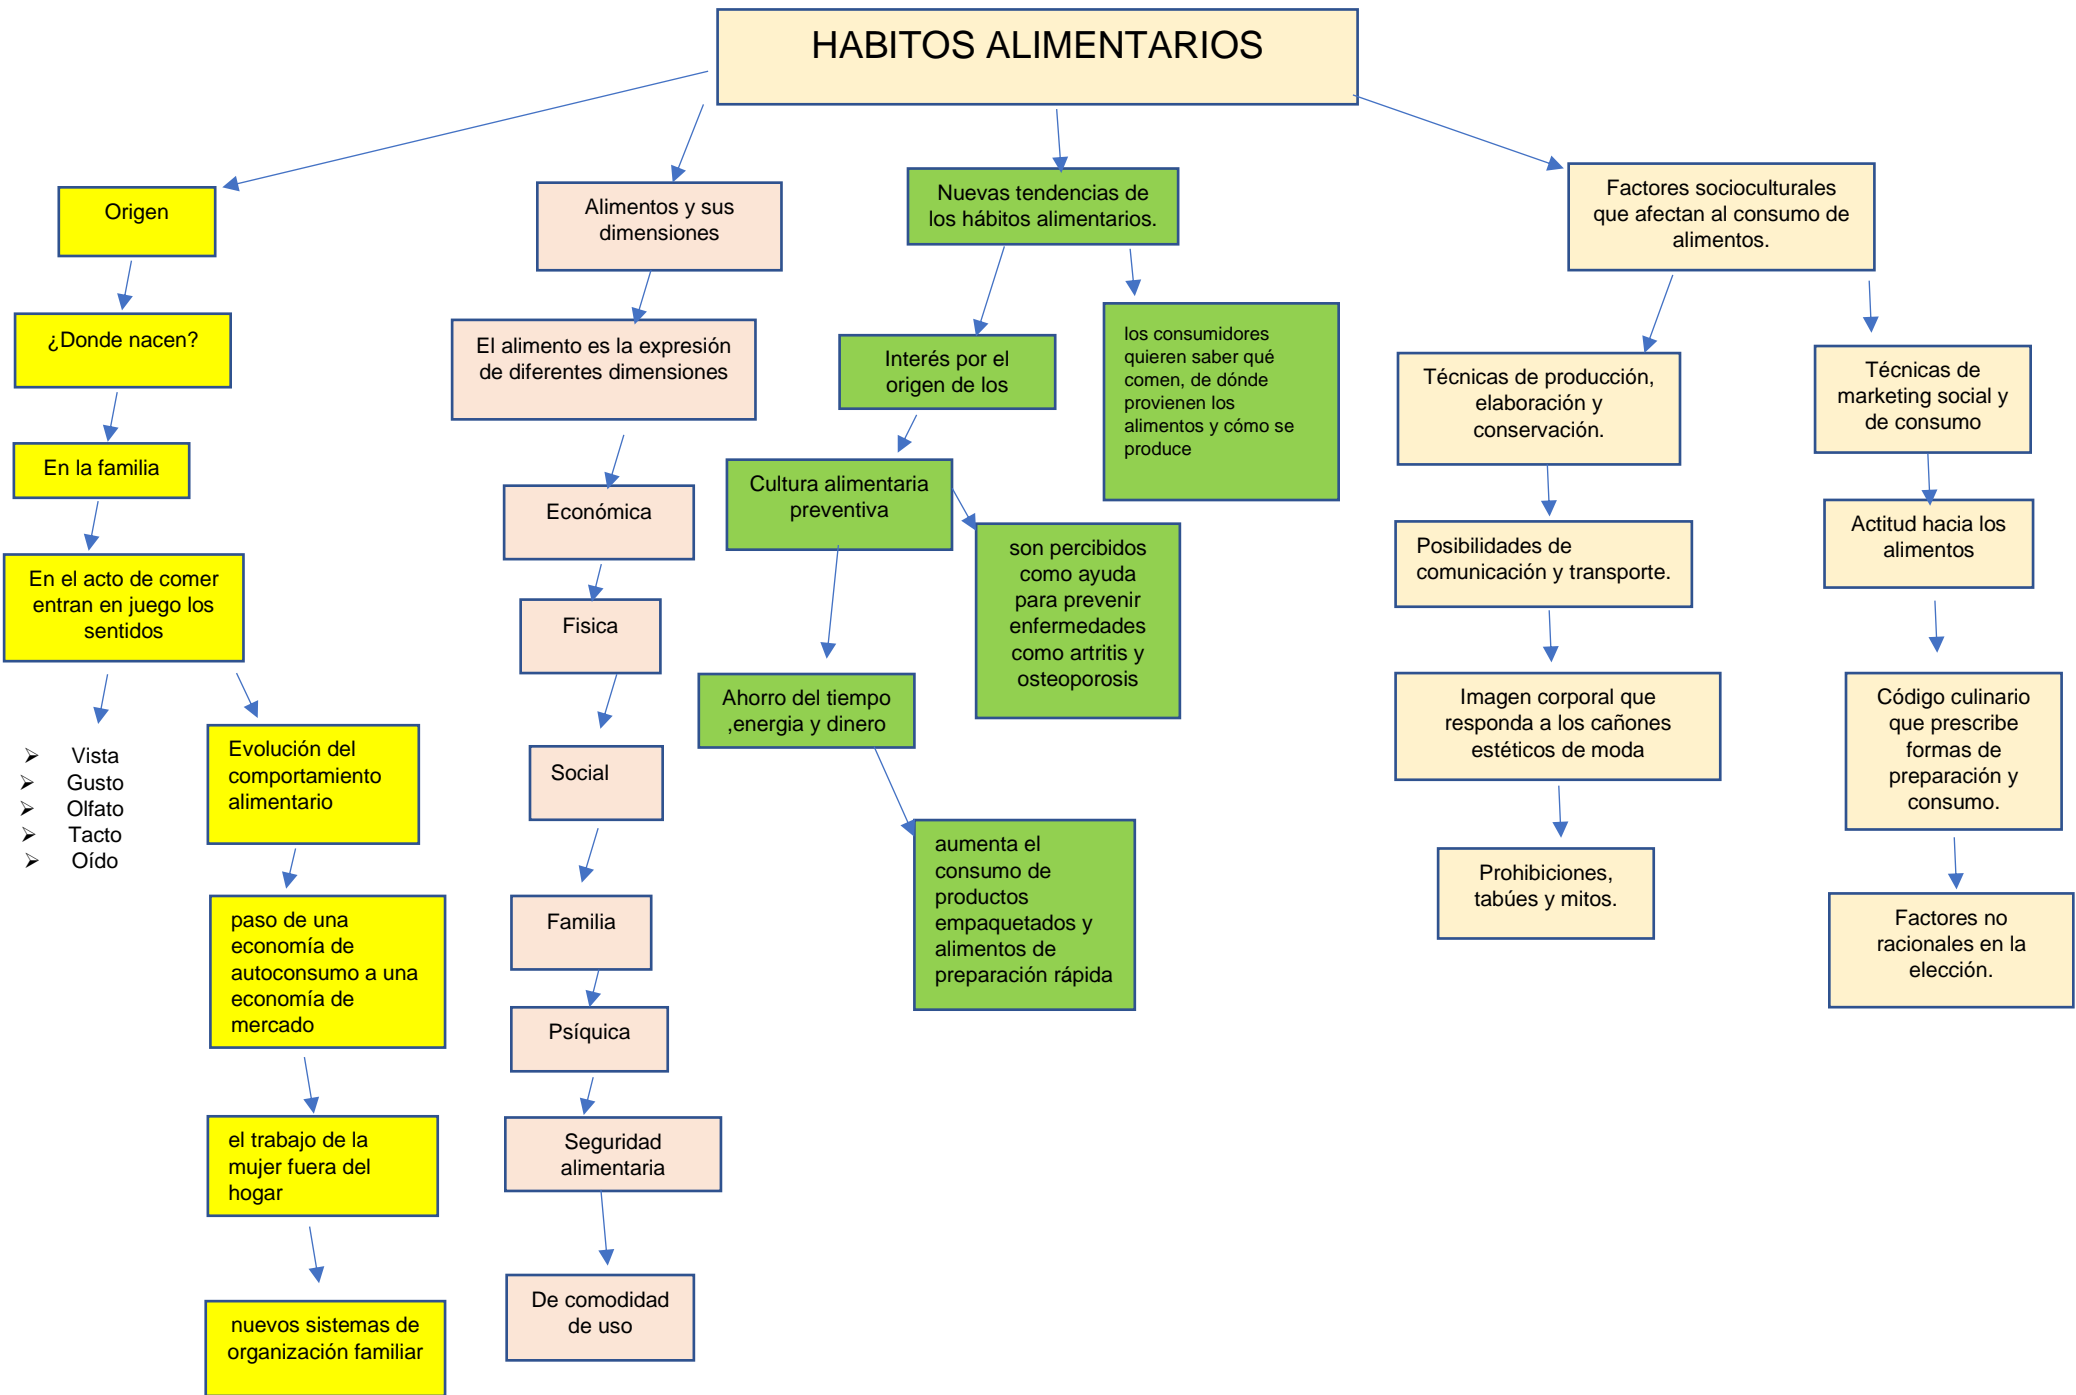 HABITOS ALIMENTARIOS
Origen
¿Donde nacen?
En la familia
En el acto de comer
entran en juego los
sentidos
Vista
Gusto
Olfato
Tacto
Oído
Evolución del
comportamiento
alimentario
paso de una
economía de
autoconsumo a una
economía de
mercado
el trabajo de la
mujer fuera del
hogar
nuevos sistemas de
organización familiar
Alimentos y sus
dimensiones
El alimento es la expresión
de diferentes dimensiones
Económica
Fisica
Social
Familia
Psíquica
Seguridad
alimentaria
De comodidad
de uso
Nuevas tendencias de
los hábitos alimentarios.
Interés por el
origen de los
los consumidores
quieren saber qué
comen, de dónde
provienen los
alimentos y cómo se
produce
Cultura alimentaria
preventiva
son percibidos
como ayuda
para prevenir
enfermedades
como artritis y
osteoporosis
Ahorro del tiempo
,energia y dinero
aumenta el
consumo de
productos
empaquetados y
alimentos de
preparación rápida
Factores socioculturales
que afectan al consumo de
alimentos.
Técnicas de producción,
elaboración y
conservación.
Posibilidades de
comunicación y transporte.
Imagen corporal que
responda a los cañones
estéticos de moda
Prohibiciones,
tabúes y mitos.
Técnicas de
marketing social y
de consumo
Actitud hacia los
alimentos
Código culinario
que prescribe
formas de
preparación y
consumo.
Factores no
racionales en la
elección.